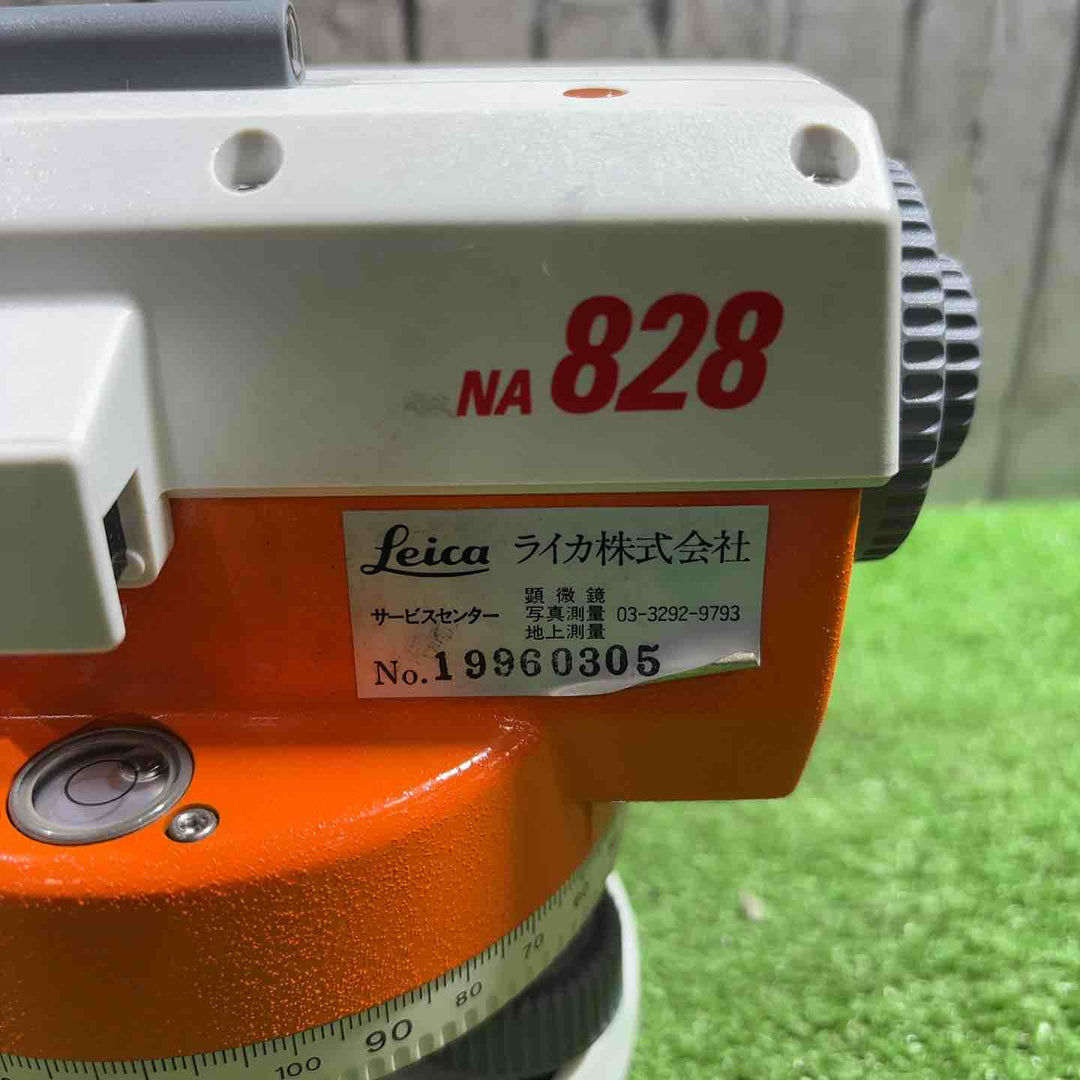 NA 828
Leica ライカ株式会社
顕微鏡
サービスセンター 写真測量 03-3292-9793
地上測量
No.19960305
60
70
80
90
100